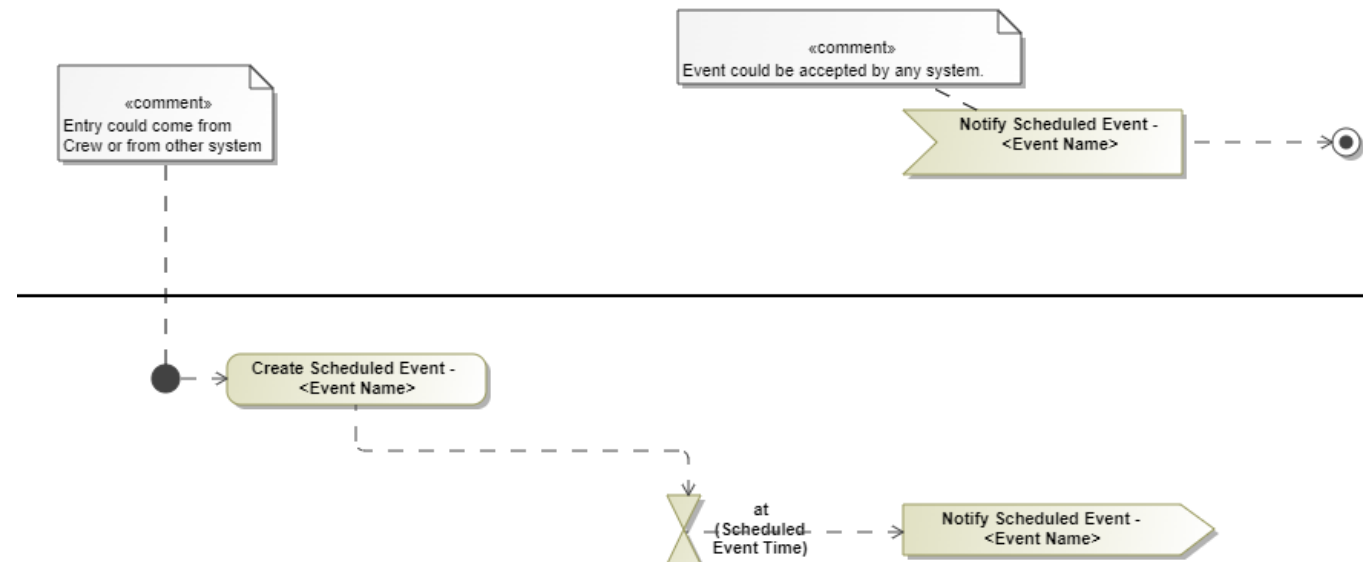 «comment»
Event could be accepted by any system.
«comment»
Entry could come from
Crew or from other system
Notify Scheduled Event -
<Event Name>
Create Scheduled Event -
<Event Name>
at
(Scheduled
Event Time)
Notify Scheduled Event -
<Event Name>